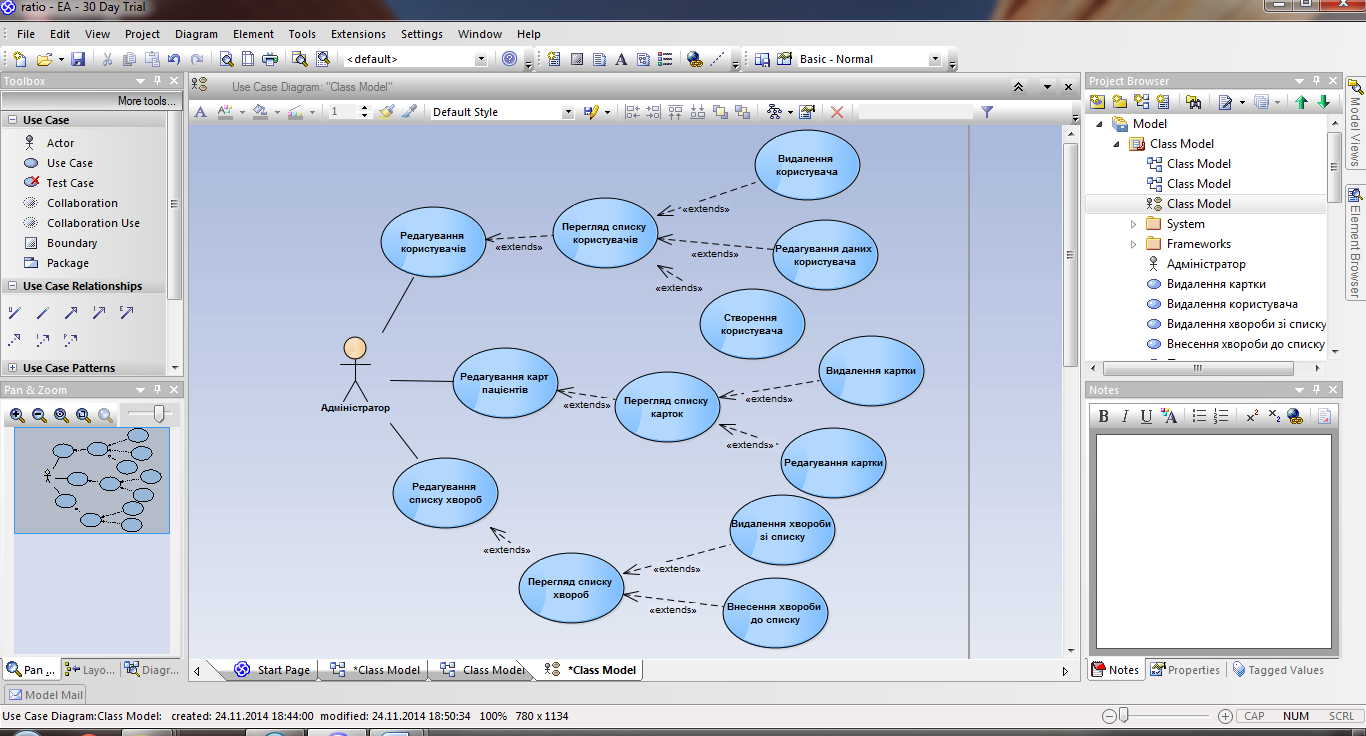 ratio - EA - 30 Day Trial
File Edit View Project Diagram Element Tools Extensions Settings Window Help
<default>
Basic - Normal
Toolbox
More tools...
Use Case
Actor
Use Case
Test Case
Collaboration
Collaboration Use
Boundary
Package
Use Case Relationships
Use Case Patterns
Pan & Zoom
Pan ...
Layo...
Diagr...
Model Mail
Use Case Diagram: "Class Model"
1
Default Style
Видалення
користувача
«extends»
Редагування
користувачів
«extends»
Перегляд списку
користувачів
Редагування даних
користувача
«extends»
«extends»
Створення
користувача
Адміністратор
Редагування карт
пацієнтів
«extends»
Перегляд списку
карток
Видалення картки
«extends»
«extends»
Редагування картки
Редагування
списку хвороб
«extends»
Видалення хвороби
зі списку
«extends»
Перегляд списку
хвороб
«extends»
Внесення хвороби
до списку
Start Page
*Class Model
Class Model
*Class Model
Project Browser
Model
Class Model
Class Model
Class Model
Class Model
System
Frameworks
Адміністратор
Видалення картки
Видалення користувача
Видалення хвороби зі списку
Внесення хвороби до списку
Notes
B I U A
Notes
Properties
Tagged Values
Model Views
Element Browser
Use Case Diagram:Class Model: created: 24.11.2014 18:44:00 modified: 24.11.2014 18:50:34 100% 780 x 1134
CAP NUM SCRL